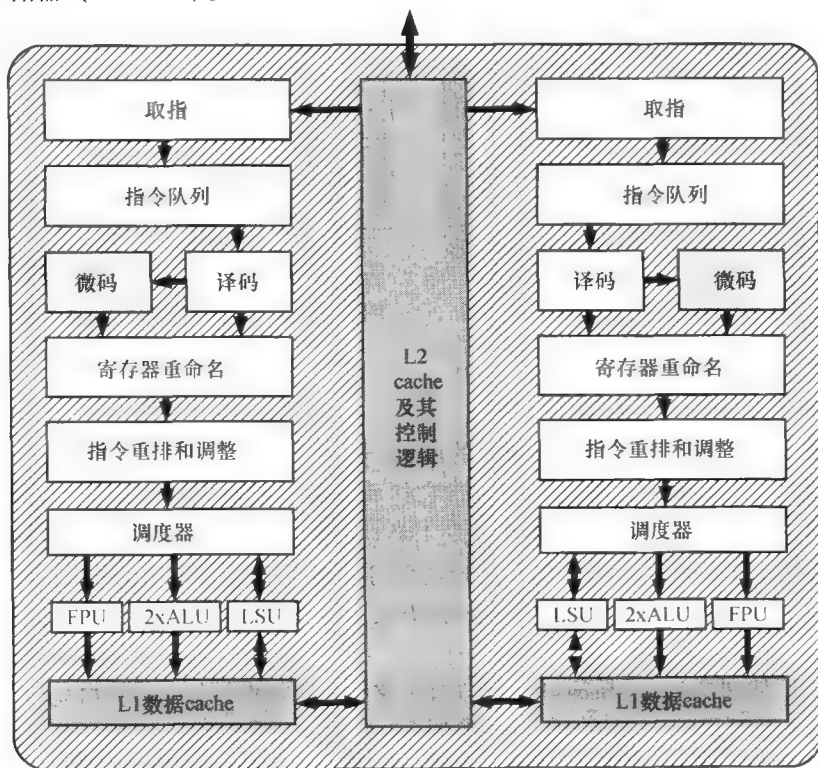 取指
指令队列
微码
译码
寄存器重命名
指令重排和调整
调度器
FPU
2xALU
LSU
L1数据cache
L2
cache
及其
控制
逻辑
取指
指令队列
译码
微码
寄存器重命名
指令重排和调整
调度器
LSU
2xALU
FPU
L1数据cache